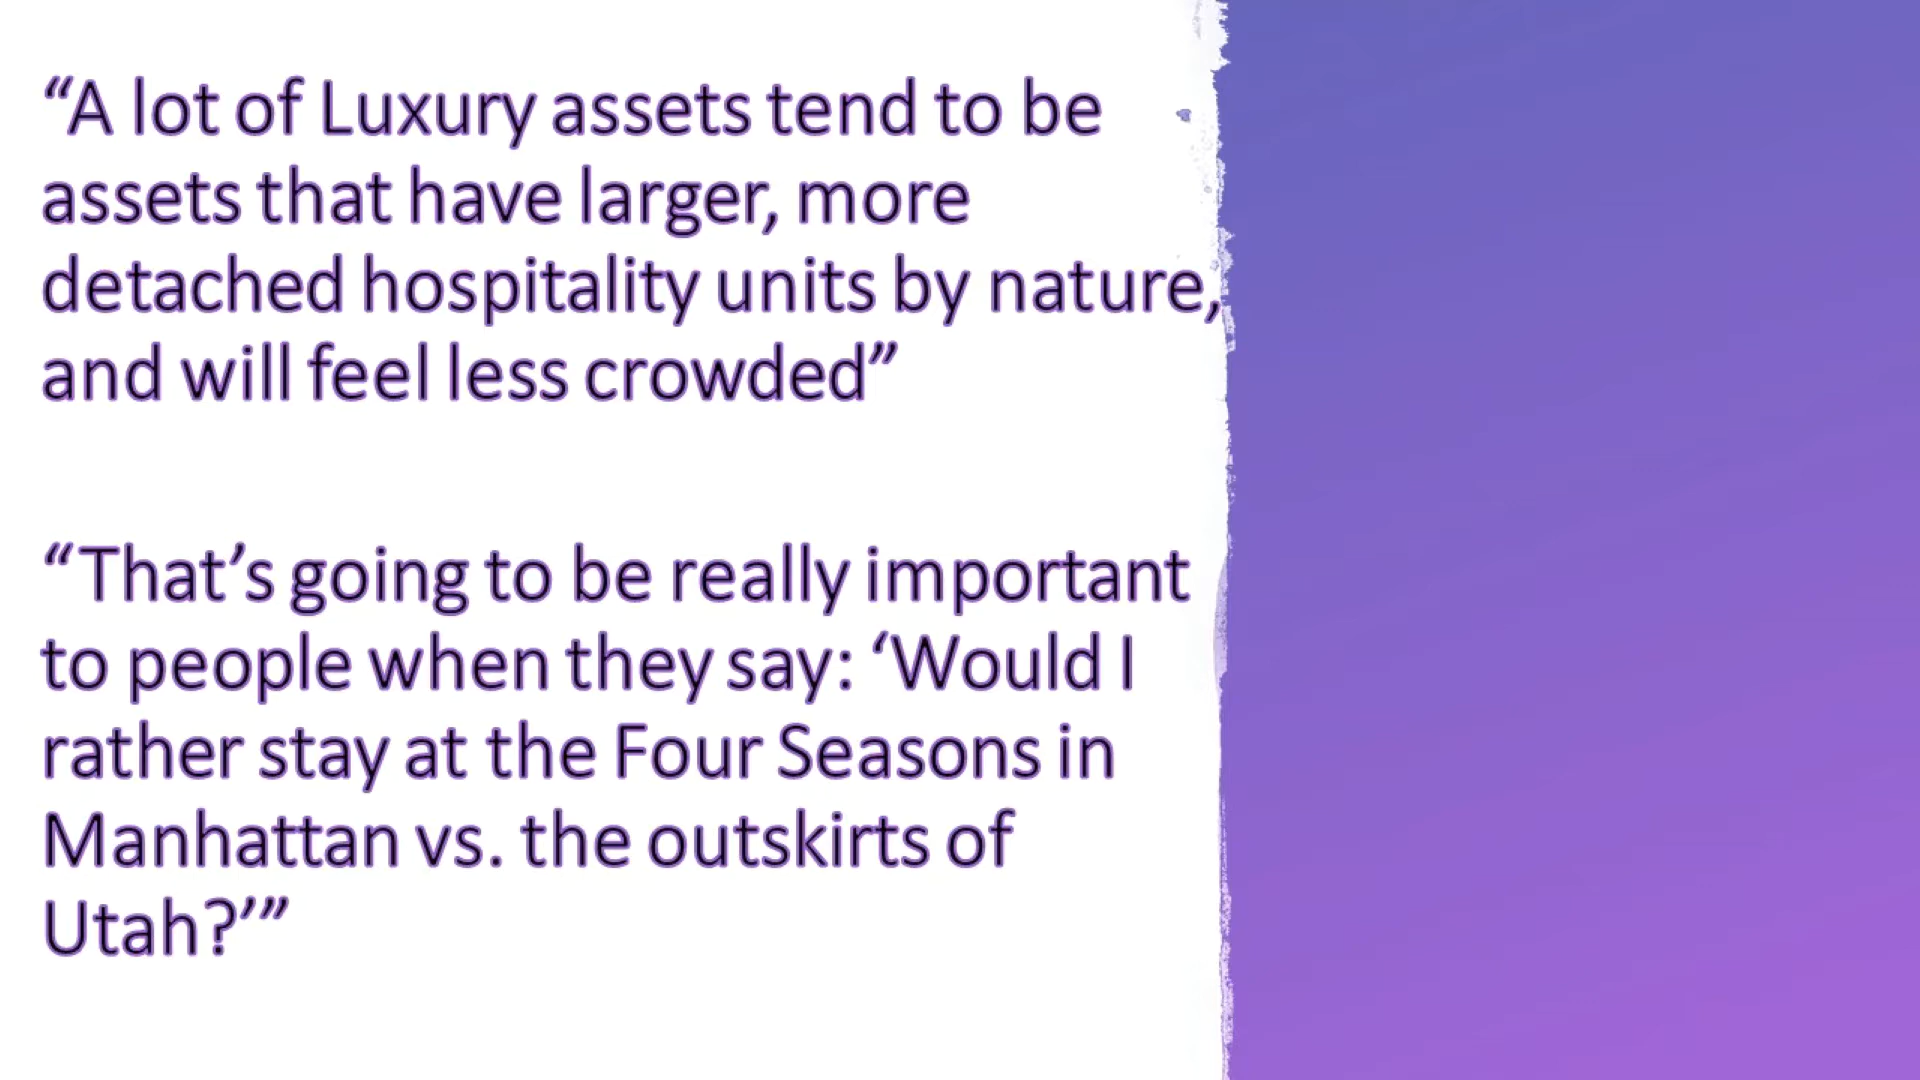 “A lot of Luxury assets tend to be
assets that have larger, more
detached hospitality units by nature,
and will feel less crowded”
“That’s going to be really important
to people when they say: ‘Would I
rather stay at the Four Seasons in
Manhattan vs. the outskirts of
Utah?’”